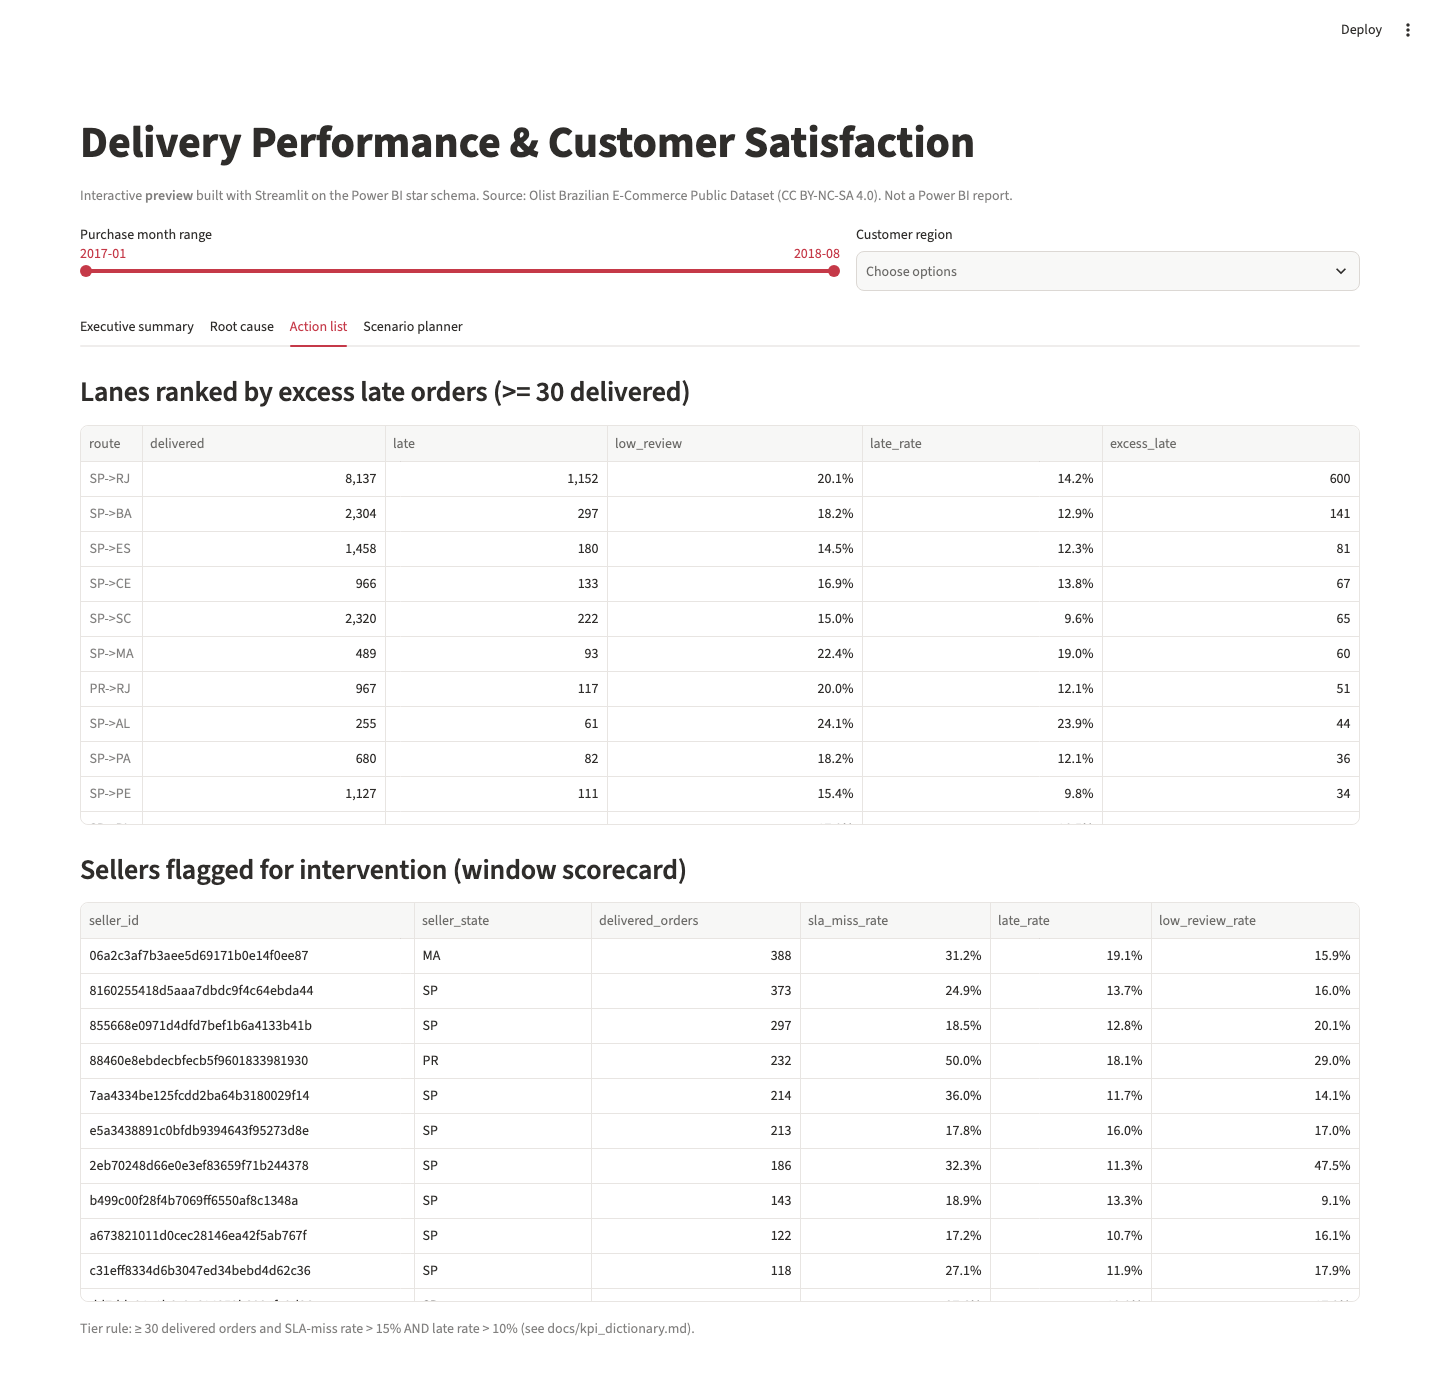 Deploy
Delivery Performance & Customer Satisfaction
Interactive preview built with Streamlit on the Power BI star schema. Source: Olist Brazilian E-Commerce Public Dataset (CC BY-NC-SA 4.0). Not a Power BI report.
Purchase month range
2017-01 2018-08
Customer region
Choose options
Executive summary Root cause Action list Scenario planner
Lanes ranked by excess late orders (>= 30 delivered)
route delivered late low_review late_rate excess_late
SP->RJ 8,137 1,152 20.1% 14.2% 600
SP->BA 2,304 297 18.2% 12.9% 141
SP->ES 1,458 180 14.5% 12.3% 81
SP->CE 966 133 16.9% 13.8% 67
SP->SC 2,320 222 15.0% 9.6% 65
SP->MA 489 93 22.4% 19.0% 60
PR->RJ 967 117 20.0% 12.1% 51
SP->AL 255 61 24.1% 23.9% 44
SP->PA 680 82 18.2% 12.1% 36
SP->PE 1,127 111 15.4% 9.8% 34
Sellers flagged for intervention (window scorecard)
seller_id seller_state delivered_orders sla_miss_rate late_rate low_review_rate
06a2c3af7b3aee5d69171b0e14f0ee87 MA 388 31.2% 19.1% 15.9%
8160255418d5aaa7dbdc9f4c64ebda44 SP 373 24.9% 13.7% 16.0%
855668e0971d4dfd7bef1b6a4133b41b SP 297 18.5% 12.8% 20.1%
88460e8ebdecbfecb5f9601833981930 PR 232 50.0% 18.1% 29.0%
7aa4334be125fcdd2ba64b3180029f14 SP 214 36.0% 11.7% 14.1%
e5a3438891c0bfdb9394643f95273d8e SP 213 17.8% 16.0% 17.0%
2eb70248d66e0e3ef83659f71b244378 SP 186 32.3% 11.3% 47.5%
b499c00f28f4b7069ff6550af8c1348a SP 143 18.9% 13.3% 9.1%
a673821011d0cec28146ea42f5ab767f SP 122 17.2% 10.7% 16.1%
c31eff8334d6b3047ed34bebd4d62c36 SP 118 27.1% 11.9% 17.9%
Tier rule: ≥ 30 delivered orders and SLA-miss rate > 15% AND late rate > 10% (see docs/kpi_dictionary.md).